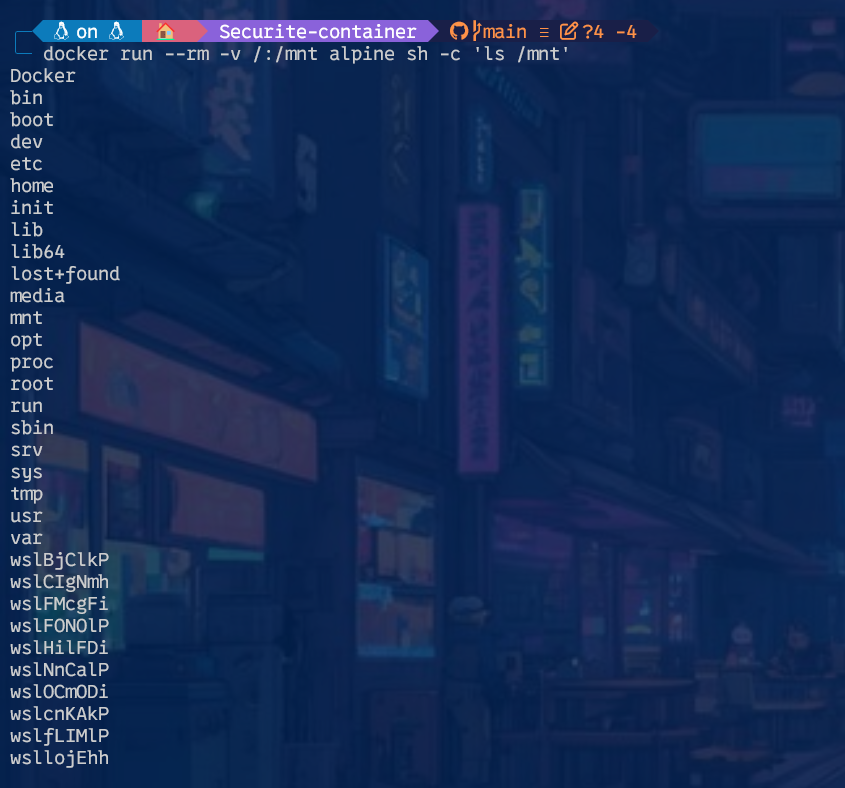 on Securite-container main ≡ ?4 -4
docker run --rm -v /:/mnt alpine sh -c 'ls /mnt'
Docker
bin
boot
dev
etc
home
init
lib
lib64
lost+found
media
mnt
opt
proc
root
run
sbin
srv
sys
tmp
usr
var
wslBjClkP
wslCIgNmh
wslFMcgFi
wslFONOlP
wslHilFDi
wslNnCalP
wslOCmODi
wslcnKAkP
wslfLIMlP
wsllojEhh